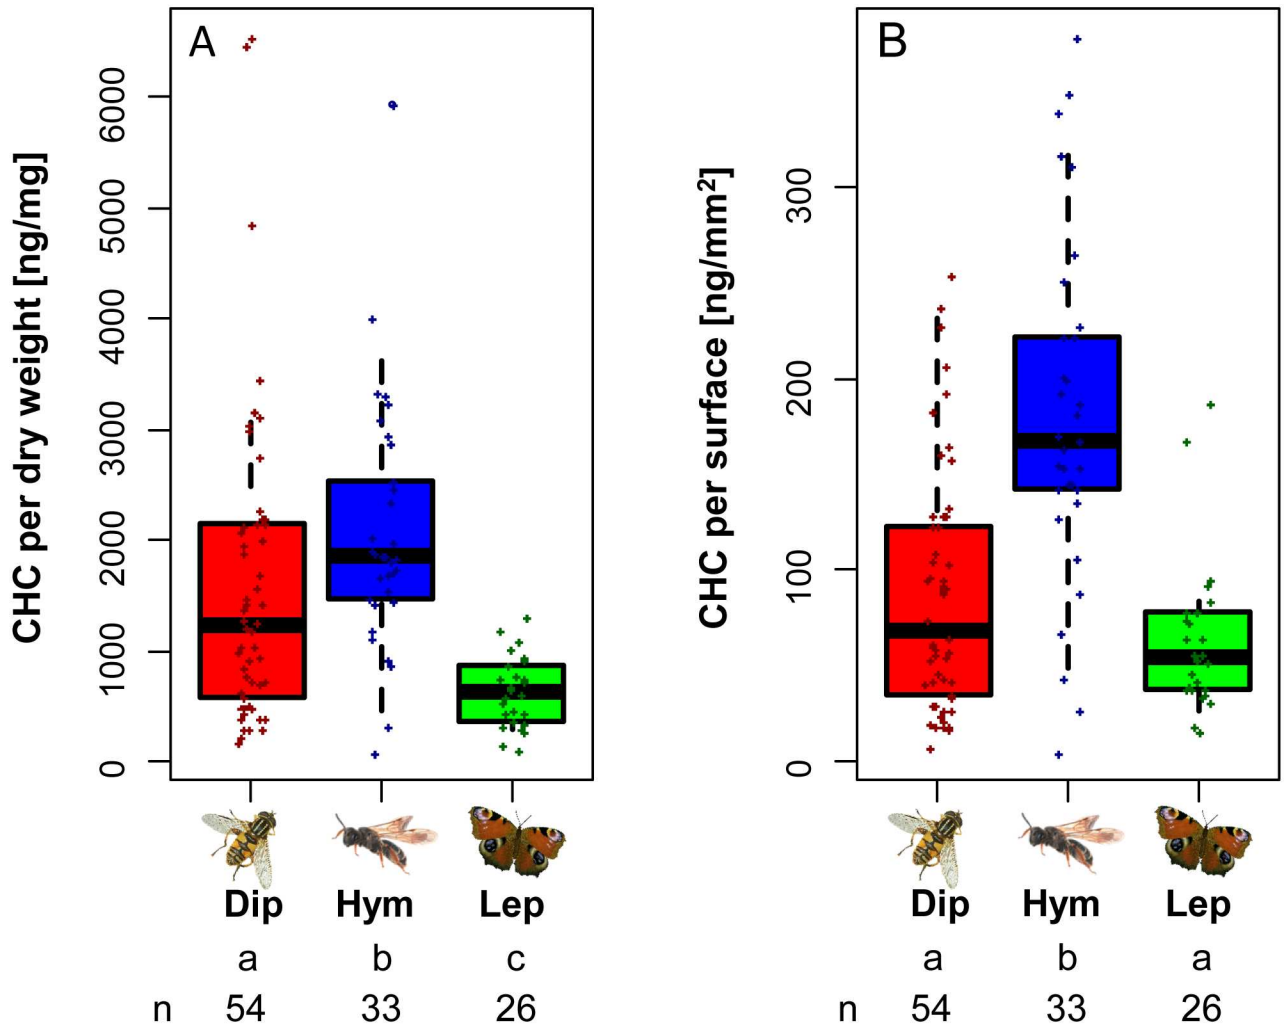 A
CHC per dry weight [ng/mg]
6000
5000
4000
3000
2000
1000
0
Dip Hym Lep
a b c
n 54 33 26
B
CHC per surface [ng/mm²]
300
200
100
0
Dip Hym Lep
a b a
n 54 33 26